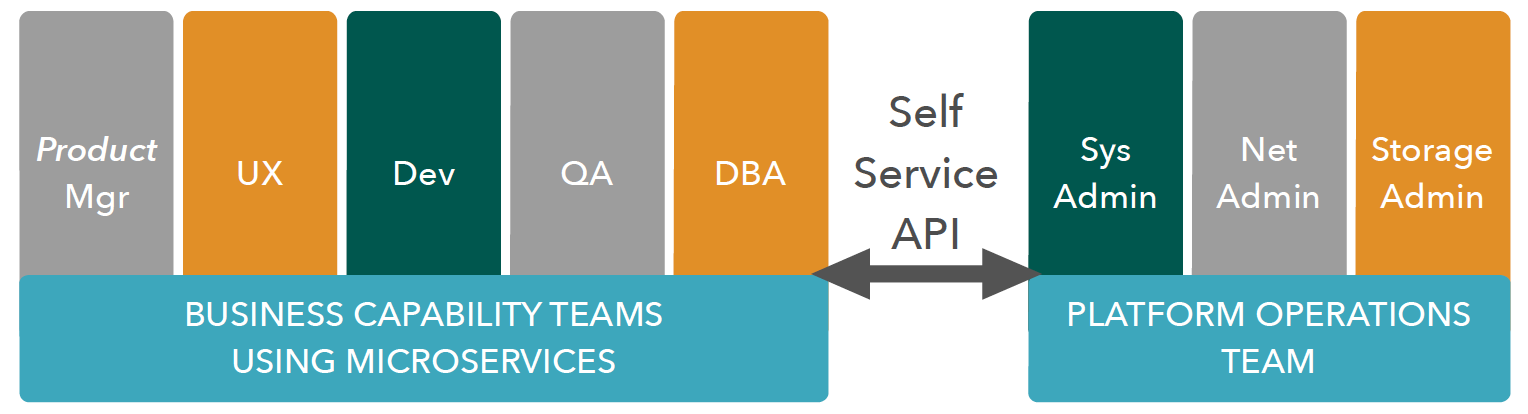 Product
Mgr
UX
Dev
QA
DBA
Self
Service
API
Sys
Admin
Net
Admin
Storage
Admin
BUSINESS CAPABILITY TEAMS
USING MICROSERVICES
PLATFORM OPERATIONS
TEAM